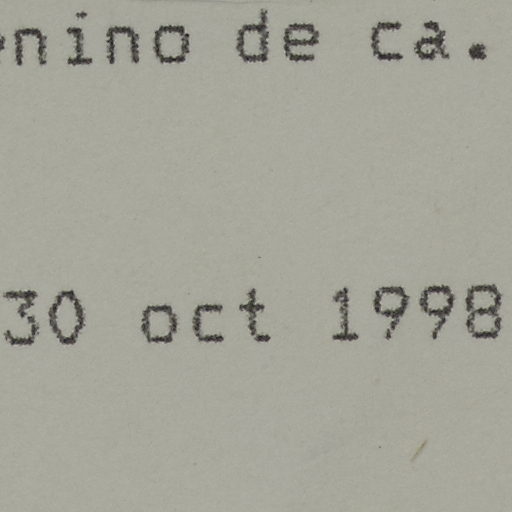 enino de ca.
30 oct 1998